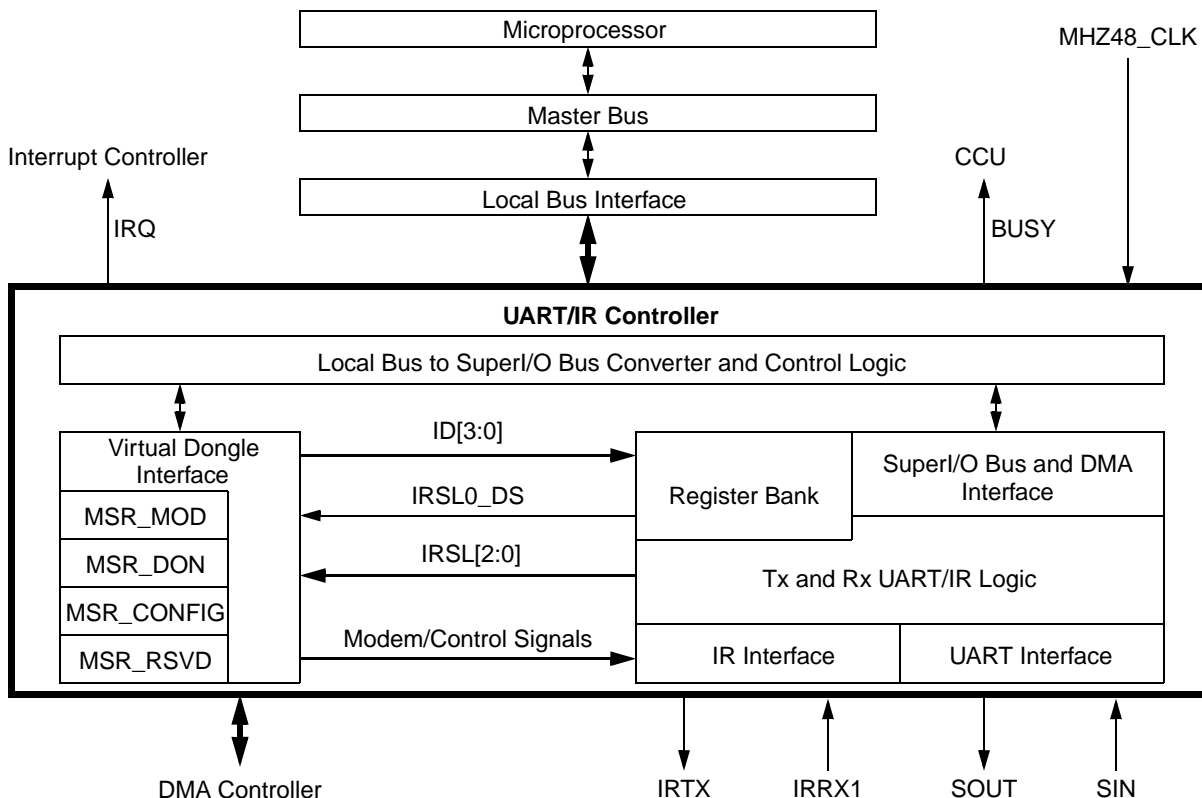 Microprocessor
MHZ48_CLK
Master Bus
Interrupt Controller
CCU
Local Bus Interface
IRQ
BUSY
UART/IR Controller
Local Bus to SuperI/O Bus Converter and Control Logic
Virtual Dongle
Interface
MSR_MOD
MSR_DON
MSR_CONFIG
MSR_RSVD
ID[3:0]
IRSL0_DS
IRSL[2:0]
Modem/Control Signals
Register Bank
SuperI/O Bus and DMA
Interface
Tx and Rx UART/IR Logic
IR Interface
UART Interface
DMA Controller
IRTX
IRRX1
SOUT
SIN